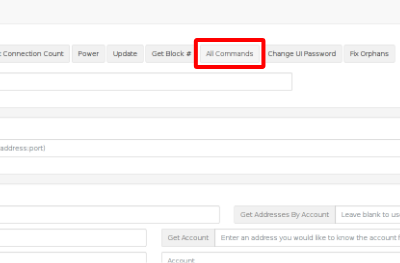 Connection Count Power Update Get Block # All Commands Change UI Password Fix Orphans
address:port)
Get Addresses By Account Leave blank to
Get Account Enter an address you would like to know the account
Account